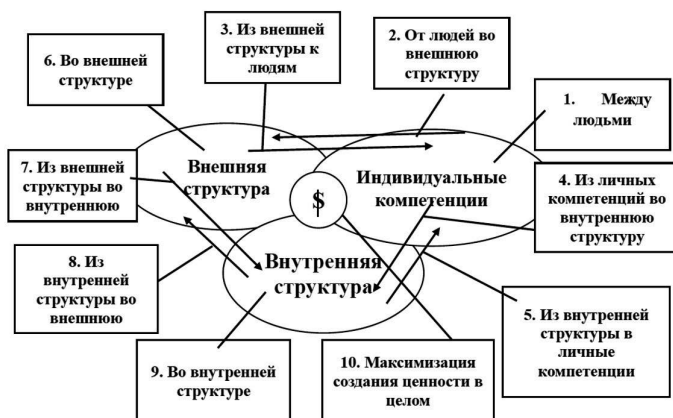 3. Из внешней
структуры к
людям
2. От людей во
внешнюю
структуру
6. Во внешней
структуре
1. Между
людьми
7. Из внешней
структуры во
внутреннюю
Внешняя
структура
$
Индивидуальные
компетенции
4. Из личных
компетенций во
внутреннюю
структуру
8. Из
внутренней
структуры во
внешнюю
Внутренняя
структура
5. Из внутренней
структуры в
личные
компетенции
9. Во внутренней
структуре
10. Максимизация
создания ценности в
целом